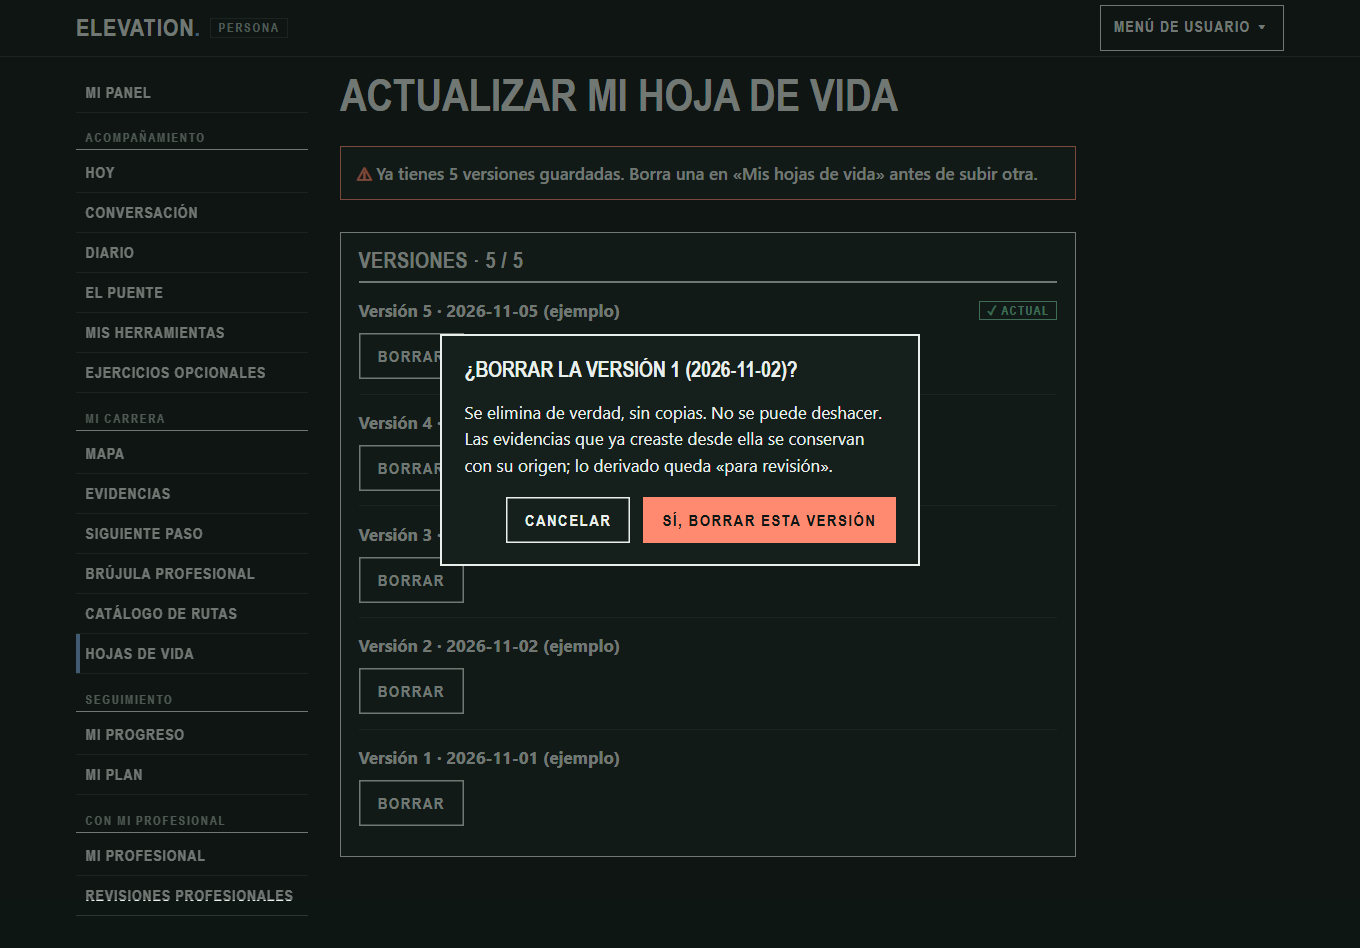 ELEVATION. PERSONA
MENÚ DE USUARIO
MI PANEL
ACOMPAÑAMIENTO
HOY
CONVERSACIÓN
DIARIO
EL PUENTE
MIS HERRAMIENTAS
EJERCICIOS OPCIONALES
MI CARRERA
MAPA
EVIDENCIAS
SIGUIENTE PASO
BRÚJULA PROFESIONAL
CATÁLOGO DE RUTAS
HOJAS DE VIDA
SEGUIMIENTO
MI PROGRESO
MI PLAN
CON MI PROFESIONAL
MI PROFESIONAL
REVISIONES PROFESIONALES
ACTUALIZAR MI HOJA DE VIDA
⚠ Ya tienes 5 versiones guardadas. Borra una en «Mis hojas de vida» antes de subir otra.
VERSIONES · 5 / 5
Versión 5 · 2026-11-05 (ejemplo)
✓ ACTUAL
BORRAR
Versión 4 ·
BORRAR
Versión 3 ·
BORRAR
Versión 2 · 2026-11-02 (ejemplo)
BORRAR
Versión 1 · 2026-11-01 (ejemplo)
BORRAR
¿BORRAR LA VERSIÓN 1 (2026-11-02)?
Se elimina de verdad, sin copias. No se puede deshacer.
Las evidencias que ya creaste desde ella se conservan
con su origen; lo derivado queda «para revisión».
CANCELAR
SÍ, BORRAR ESTA VERSIÓN